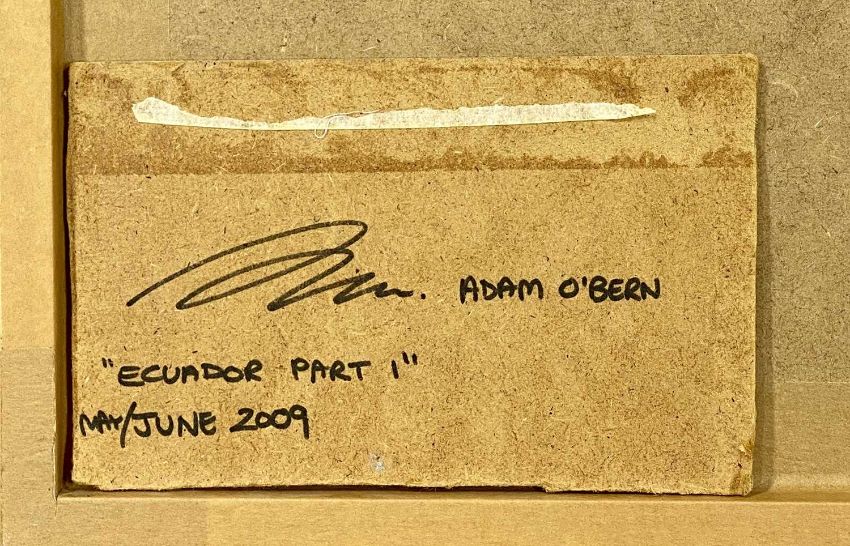 ADAM O'BERN
"ECUADOR PART 1"
MAY/JUNE 2009